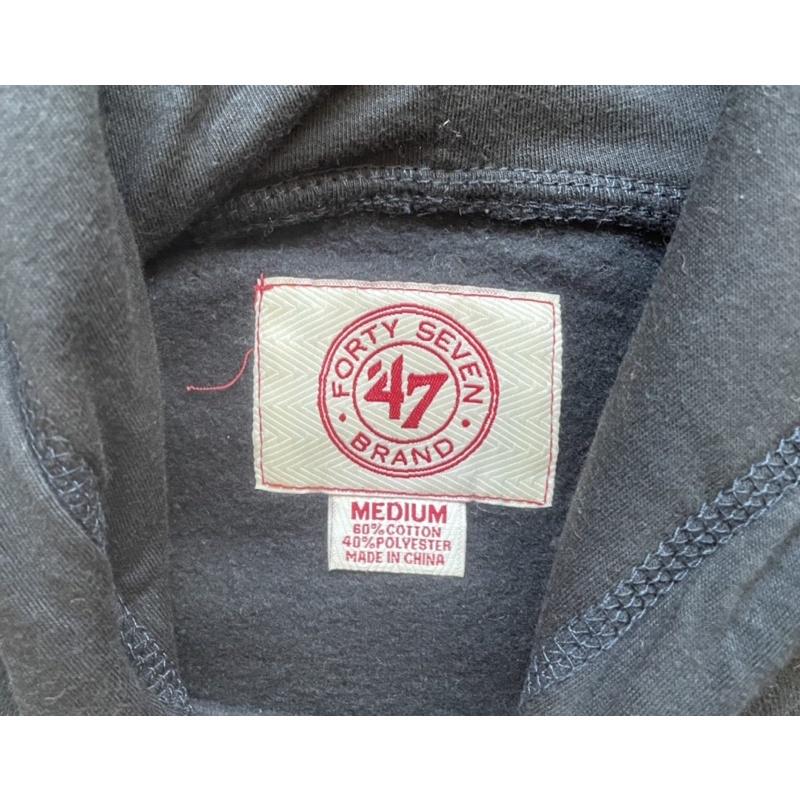 FORTY SEVEN
'47
BRAND
MEDIUM
60% COTTON
40% POLYESTER
MADE IN CHINA